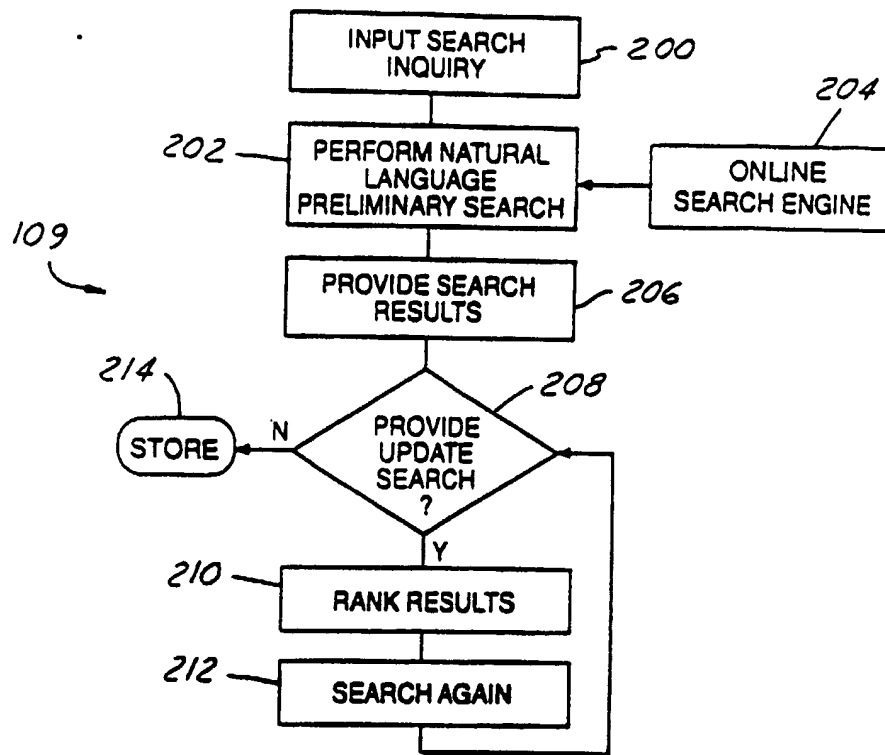 INPUT SEARCH
INQUIRY
200
204
202
PERFORM NATURAL
LANGUAGE
PRELIMINARY SEARCH
ONLINE
SEARCH ENGINE
109
PROVIDE SEARCH
RESULTS
206
214
208
STORE
N
PROVIDE
UPDATE
SEARCH
?
Y
210
RANK RESULTS
212
SEARCH AGAIN